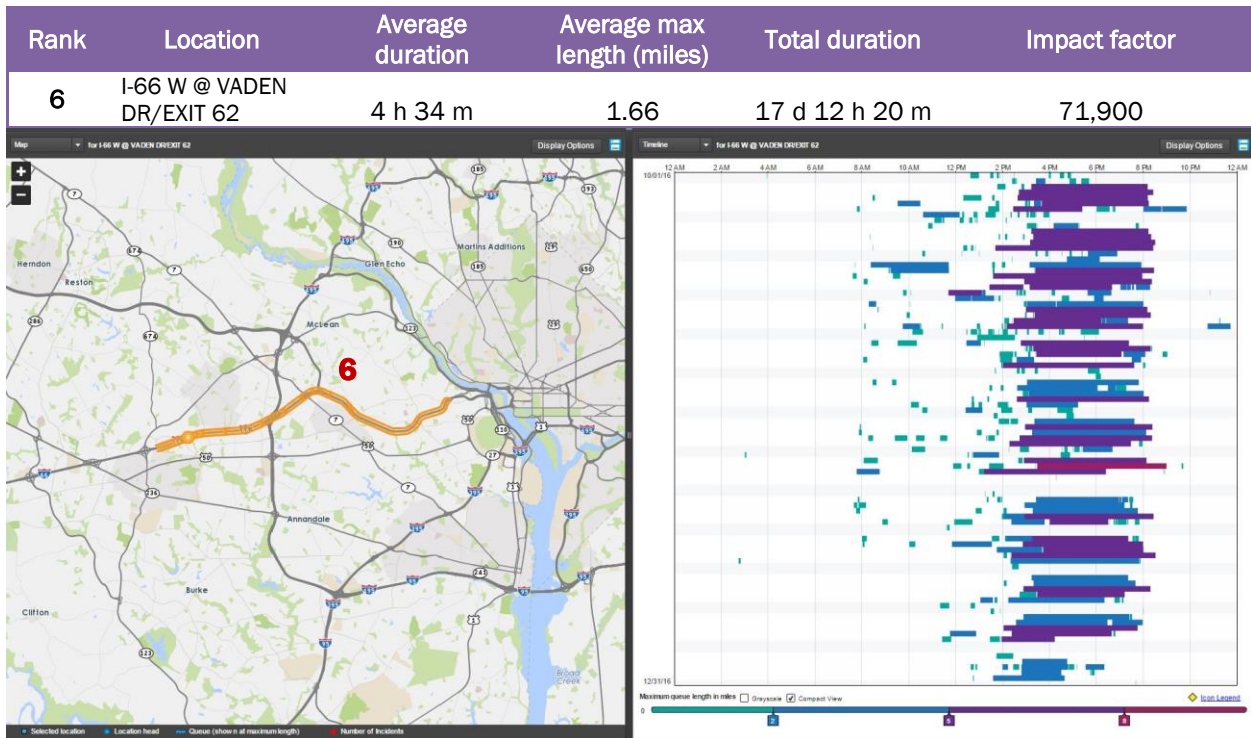 Rank Location Average duration Average max length (miles) Total duration Impact factor
6 I-66 W @ VADEN DR/EXIT 62 4 h 34 m 1.66 17 d 12 h 20 m 71,900
Map for I-66 W @ VADEN DR/EXIT 62 Display Options
+
−
Martins Additions
Glen Echo
Herndon
Reston
McLean
6
Annandale
Burke
Clifton
Broad Creek
Selected location Location head Queue (shown at maximum length) Number of Incidents
Timeline for I-66 W @ VADEN DR/EXIT 62 Display Options
12 AM 2 AM 4 AM 6 AM 8 AM 10 AM 12 PM 2 PM 4 PM 6 PM 8 PM 10 PM 12 AM
10/01/16
12/31/16
Maximum queue length in miles Grayscale Compact View Icon Legend
0 2 5 8